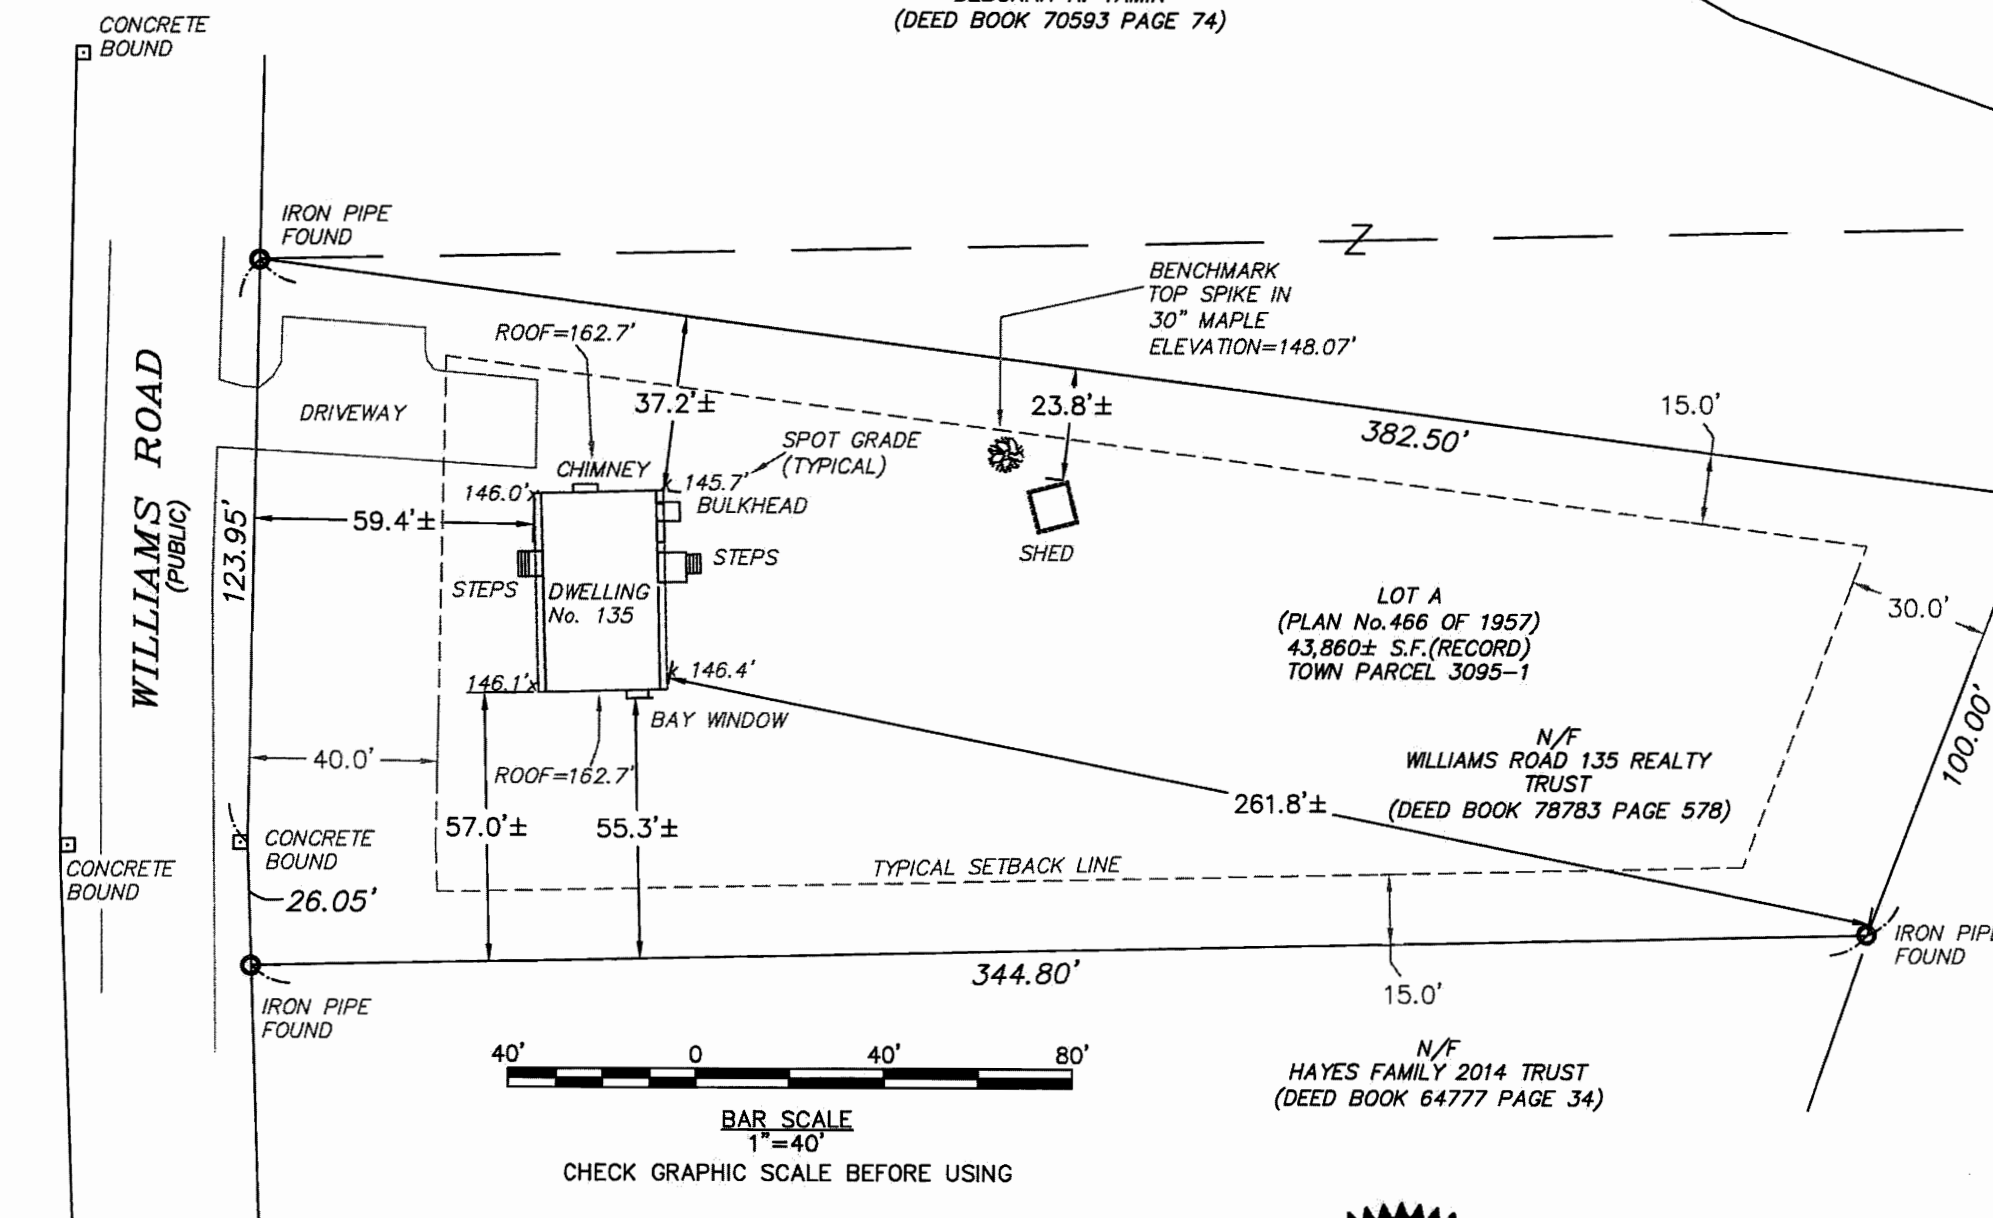 (DEED BOOK 70593 PAGE 74)
CONCRETE
BOUND
IRON PIPE
FOUND
BENCHMARK
TOP SPIKE IN
30" MAPLE
ELEVATION=148.07'
Z
ROOF=162.7'
37.2'±
23.8'±
15.0'
382.50'
DRIVEWAY
SPOT GRADE
(TYPICAL)
CHIMNEY
146.0'x
145.7'
BULKHEAD
59.4'±
WILLIAMS ROAD
(PUBLIC)
123.95'
STEPS
STEPS
SHED
DWELLING
No. 135
LOT A
(PLAN No.466 OF 1957)
43,860± S.F.(RECORD)
TOWN PARCEL 3095-1
30.0'
146.1'x
146.4'
BAY WINDOW
N/F
WILLIAMS ROAD 135 REALTY
TRUST
(DEED BOOK 78783 PAGE 578)
100.00'
40.0'
ROOF=162.7'
261.8'±
57.0'±
55.3'±
CONCRETE
BOUND
CONCRETE
BOUND
TYPICAL SETBACK LINE
26.05'
IRON PIPE
FOUND
344.80'
15.0'
IRON PIPE
FOUND
40'
0
40'
80'
N/F
HAYES FAMILY 2014 TRUST
(DEED BOOK 64777 PAGE 34)
BAR SCALE
1"=40'
CHECK GRAPHIC SCALE BEFORE USING